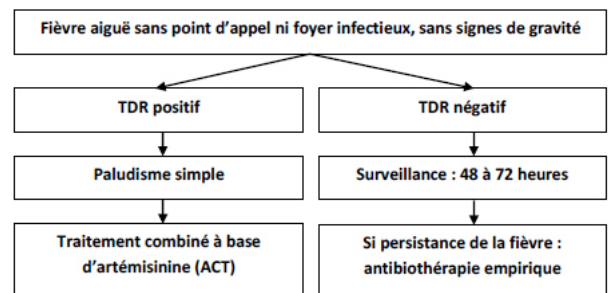 Fièvre aiguë sans point d’appel ni foyer infectieux, sans signes de gravité
TDR positif
TDR négatif
Paludisme simple
Surveillance : 48 à 72 heures
Traitement combiné à base
d’artémisinine (ACT)
Si persistance de la fièvre :
antibiothérapie empirique